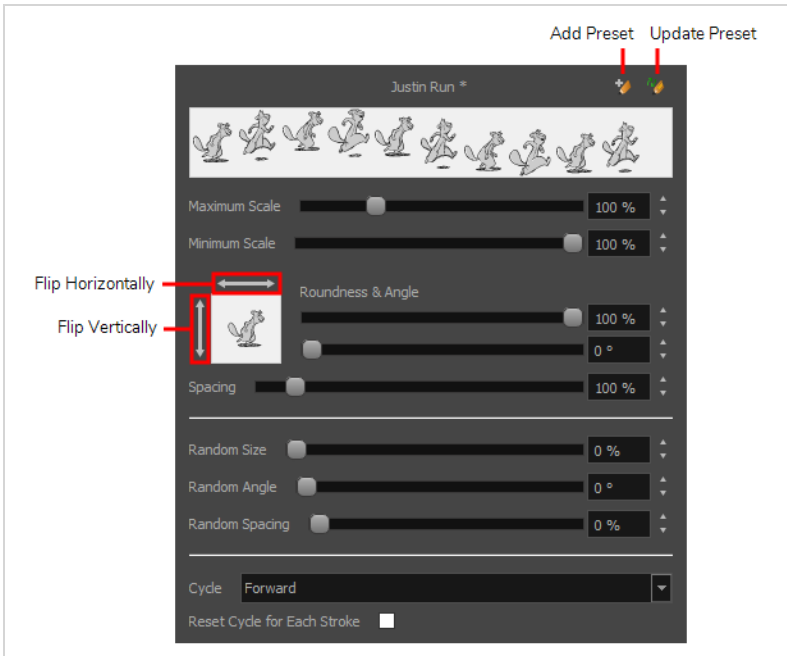 Add Preset Update Preset
Justin Run *
Maximum Scale 100 %
Minimum Scale 100 %
Flip Horizontally
Roundness & Angle
100 %
Flip Vertically
0 °
Spacing 100 %
Random Size 0 %
Random Angle 0 °
Random Spacing 0 %
Cycle Forward
Reset Cycle for Each Stroke